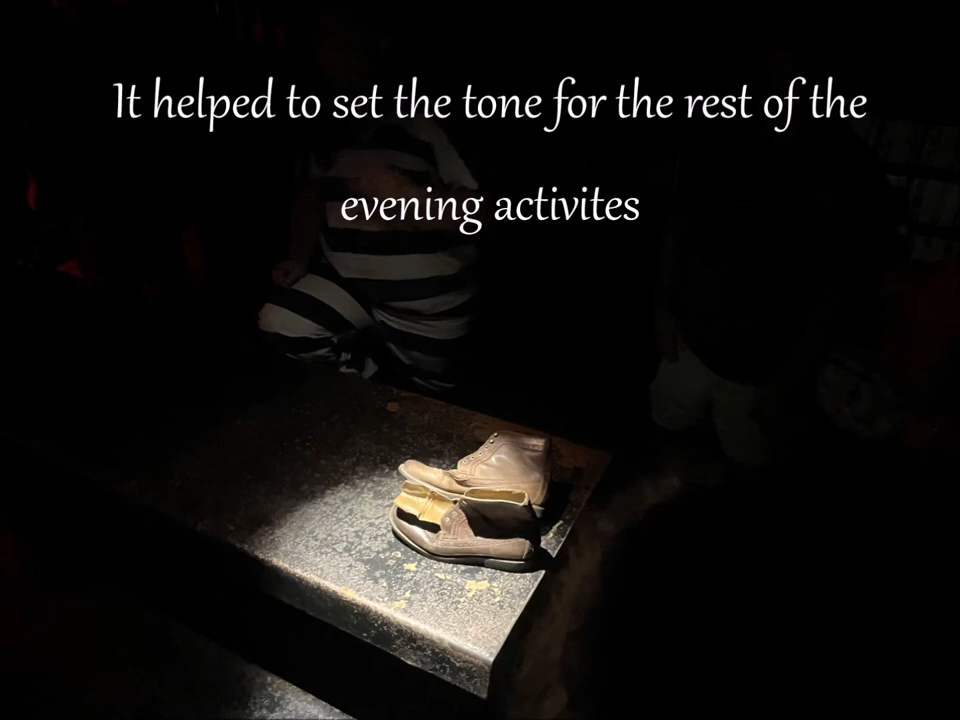 It helped to set the tone for the rest of the
evening activites